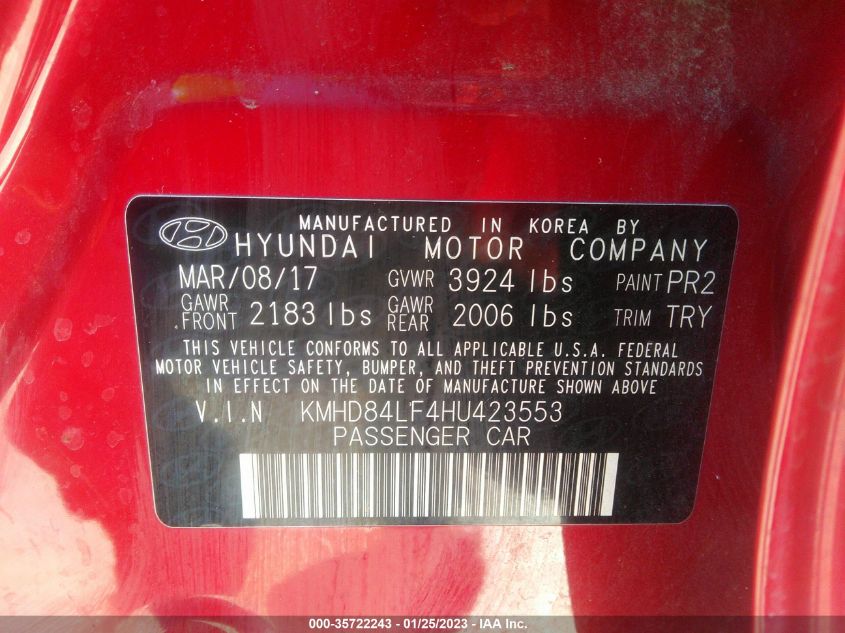 MANUFACTURED IN KOREA BY
HYUNDAI MOTOR COMPANY
MAR/08/17 GVWR 3924 lbs PAINT PR2
GAWR FRONT 2183 lbs GAWR REAR 2006 lbs TRIM TRY
THIS VEHICLE CONFORMS TO ALL APPLICABLE U.S.A. FEDERAL
MOTOR VEHICLE SAFETY, BUMPER, AND THEFT PREVENTION STANDARDS
IN EFFECT ON THE DATE OF MANUFACTURE SHOWN ABOVE
V.I.N KMHD84LF4HU423553
PASSENGER CAR
000-35722243 - 01/25/2023 - IAA Inc.